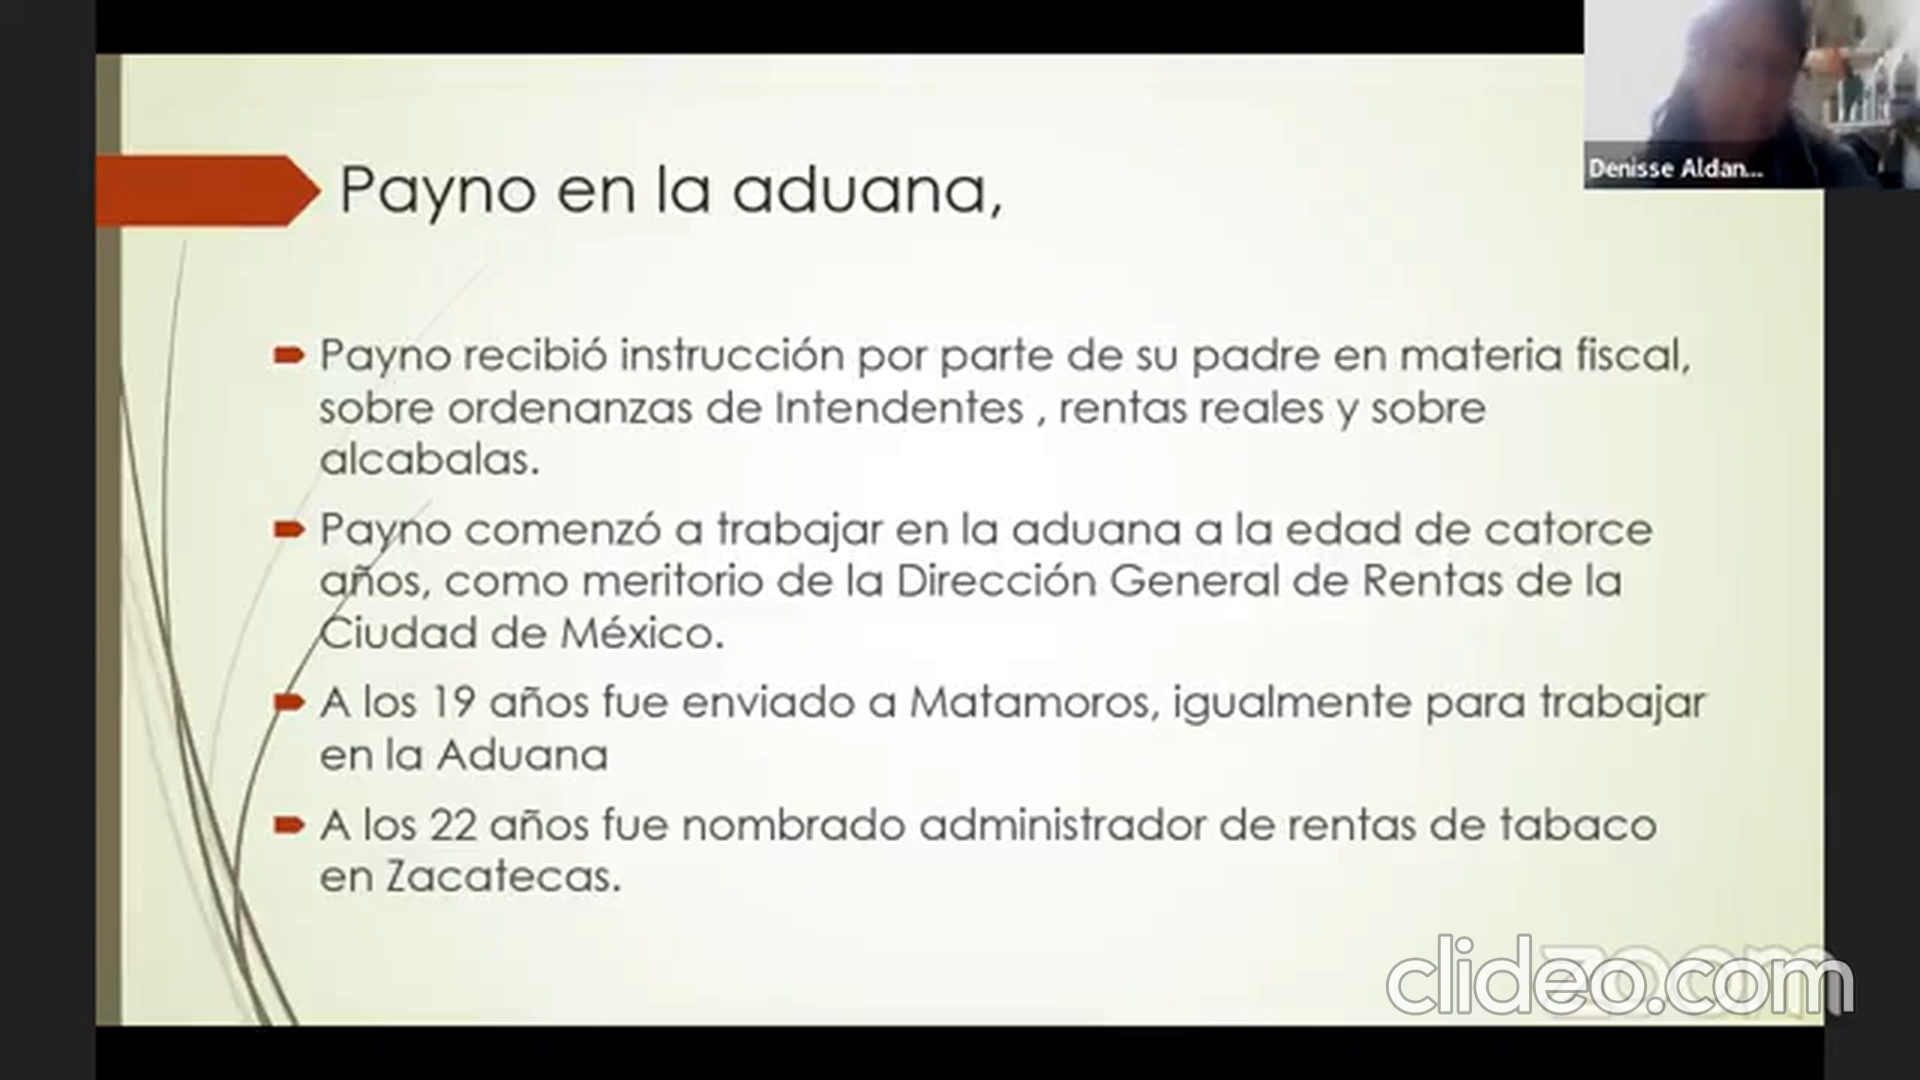 Denisse Aldan...
Payno en la aduana,
Payno recibió instrucción por parte de su padre en materia fiscal,
sobre ordenanzas de Intendentes , rentas reales y sobre
alcabalas.
Payno comenzó a trabajar en la aduana a la edad de catorce
años, como meritorio de la Dirección General de Rentas de la
Ciudad de México.
A los 19 años fue enviado a Matamoros, igualmente para trabajar
en la Aduana
A los 22 años fue nombrado administrador de rentas de tabaco
en Zacatecas.
zoom
clideo.com